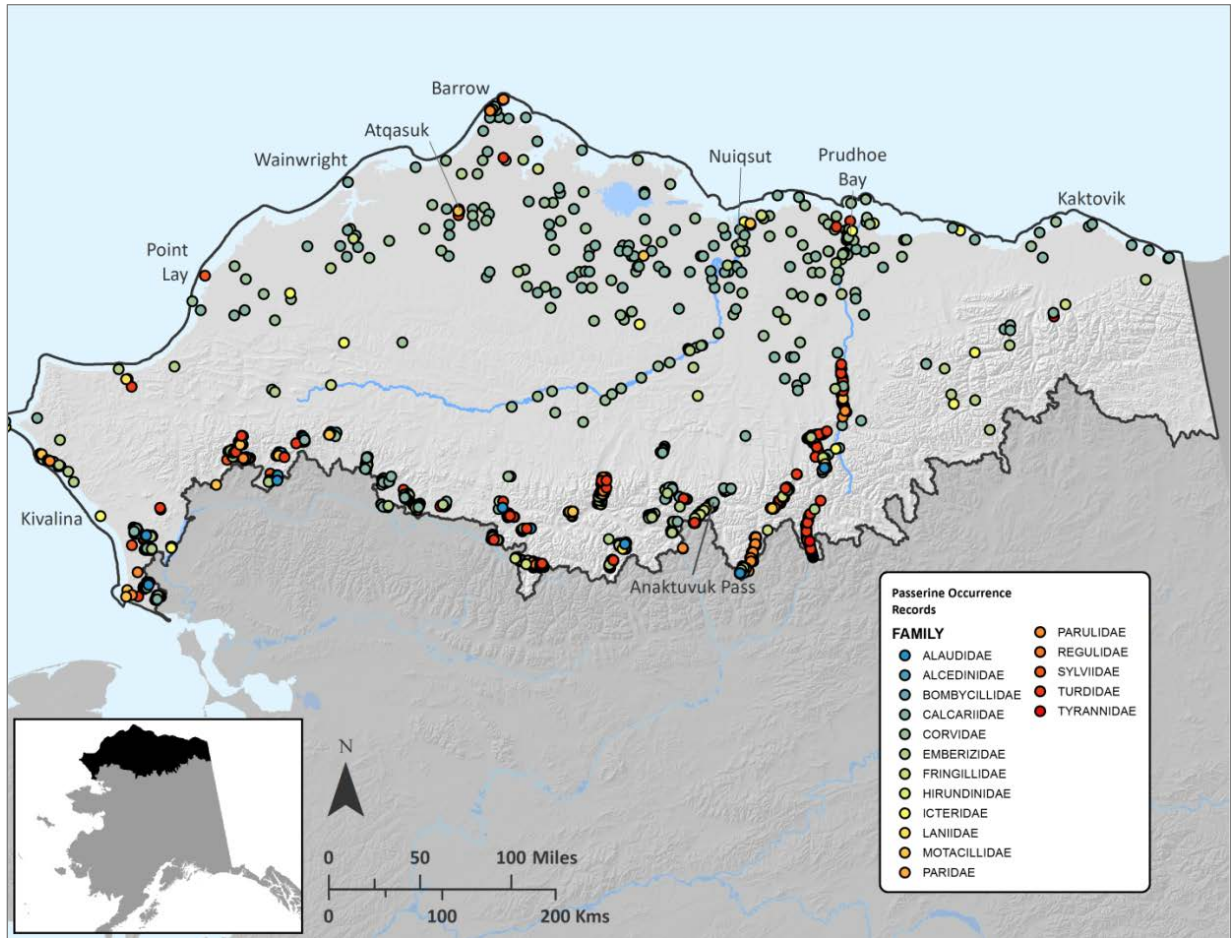 Barrow
Atqasuk
Wainwright
Nuiqsut
Prudhoe
Bay
Kaktovik
Point
Lay
Kivalina
Anaktuvuk Pass
Passerine Occurrence
Records
FAMILY
ALAUDIDAE
ALCEDINIDAE
BOMBYCILLIDAE
CALCARIIDAE
CORVIDAE
EMBERIZIDAE
FRINGILLIDAE
HIRUNDINIDAE
ICTERIDAE
LANIIDAE
MOTACILLIDAE
PARIDAE
PARULIDAE
REGULIDAE
SYLVIIDAE
TURDIDAE
TYRANNIDAE
N
0 50 100 Miles
0 100 200 Kms